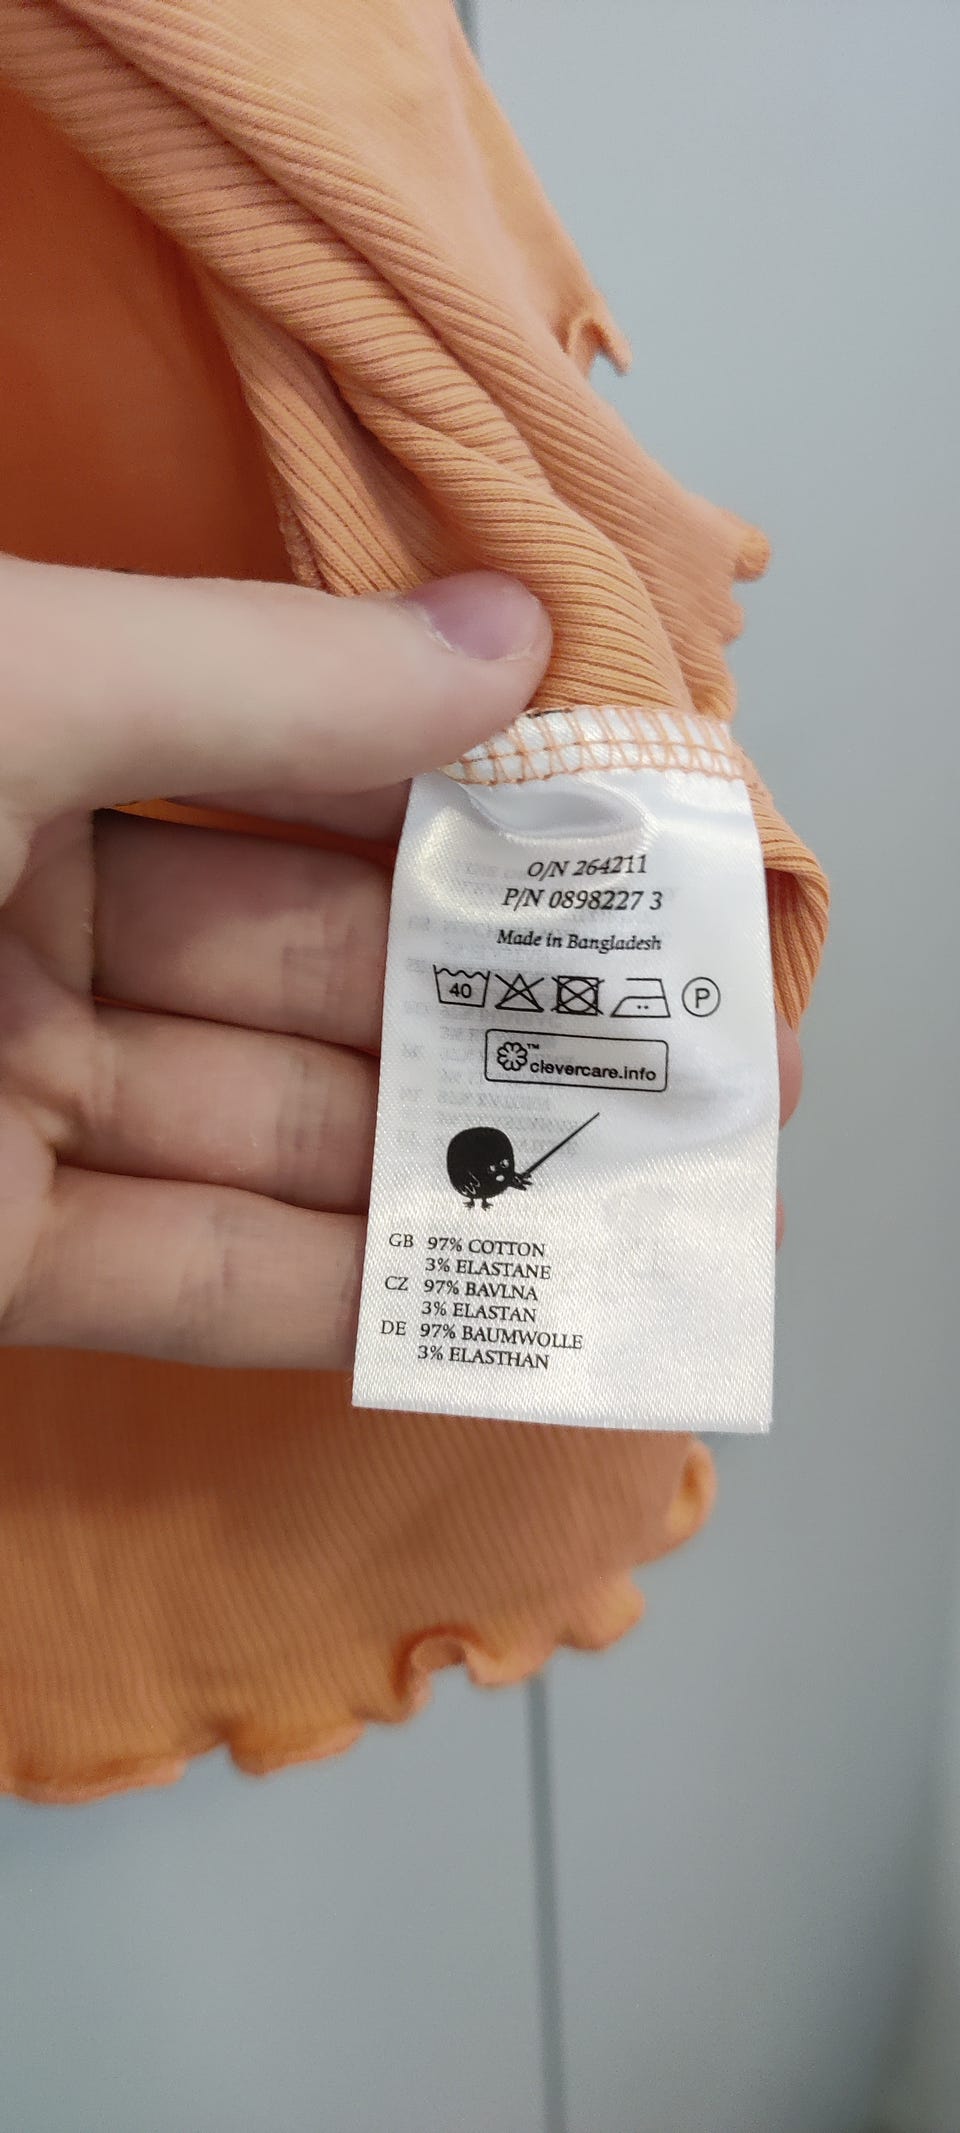 O/N 264211
P/N 0898227 3
Made in Bangladesh
40 P
clevercare.info™
GB 97% COTTON
3% ELASTANE
CZ 97% BAVLNA
3% ELASTAN
DE 97% BAUMWOLLE
3% ELASTHAN